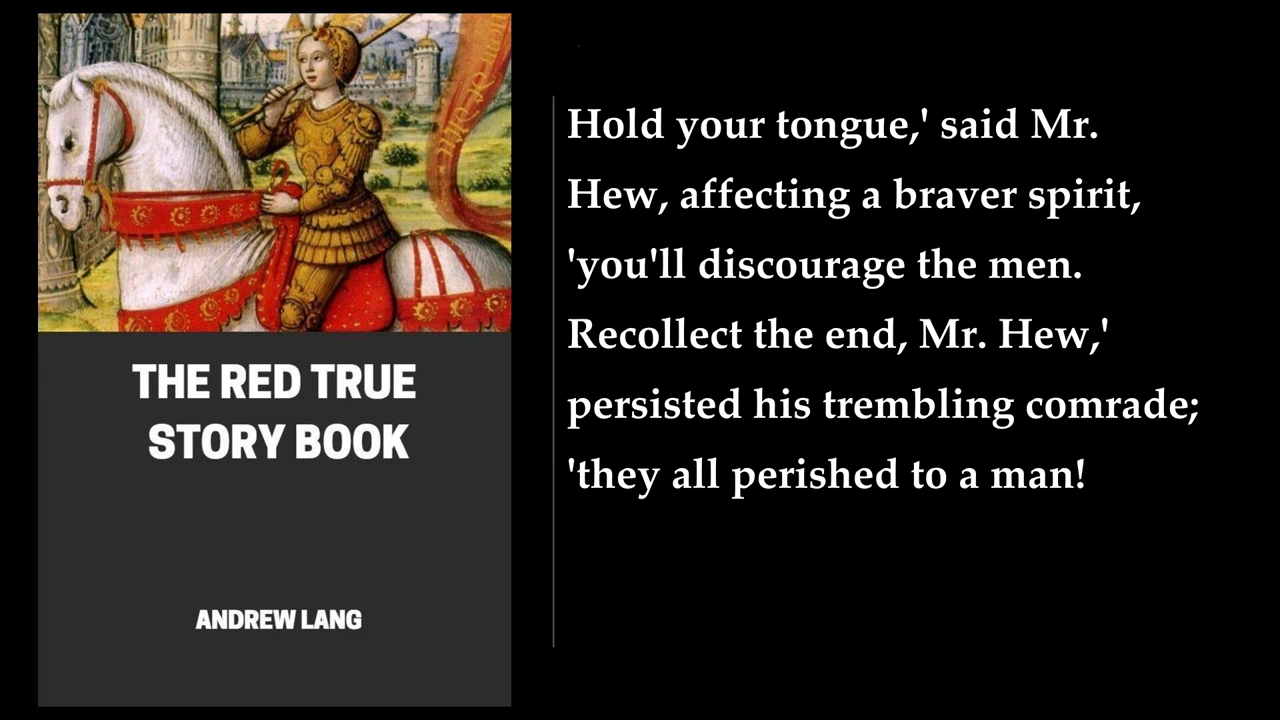 THE RED TRUE
STORY BOOK
ANDREW LANG
Hold your tongue,' said Mr.
Hew, affecting a braver spirit,
'you'll discourage the men.
Recollect the end, Mr. Hew,'
persisted his trembling comrade;
'they all perished to a man!